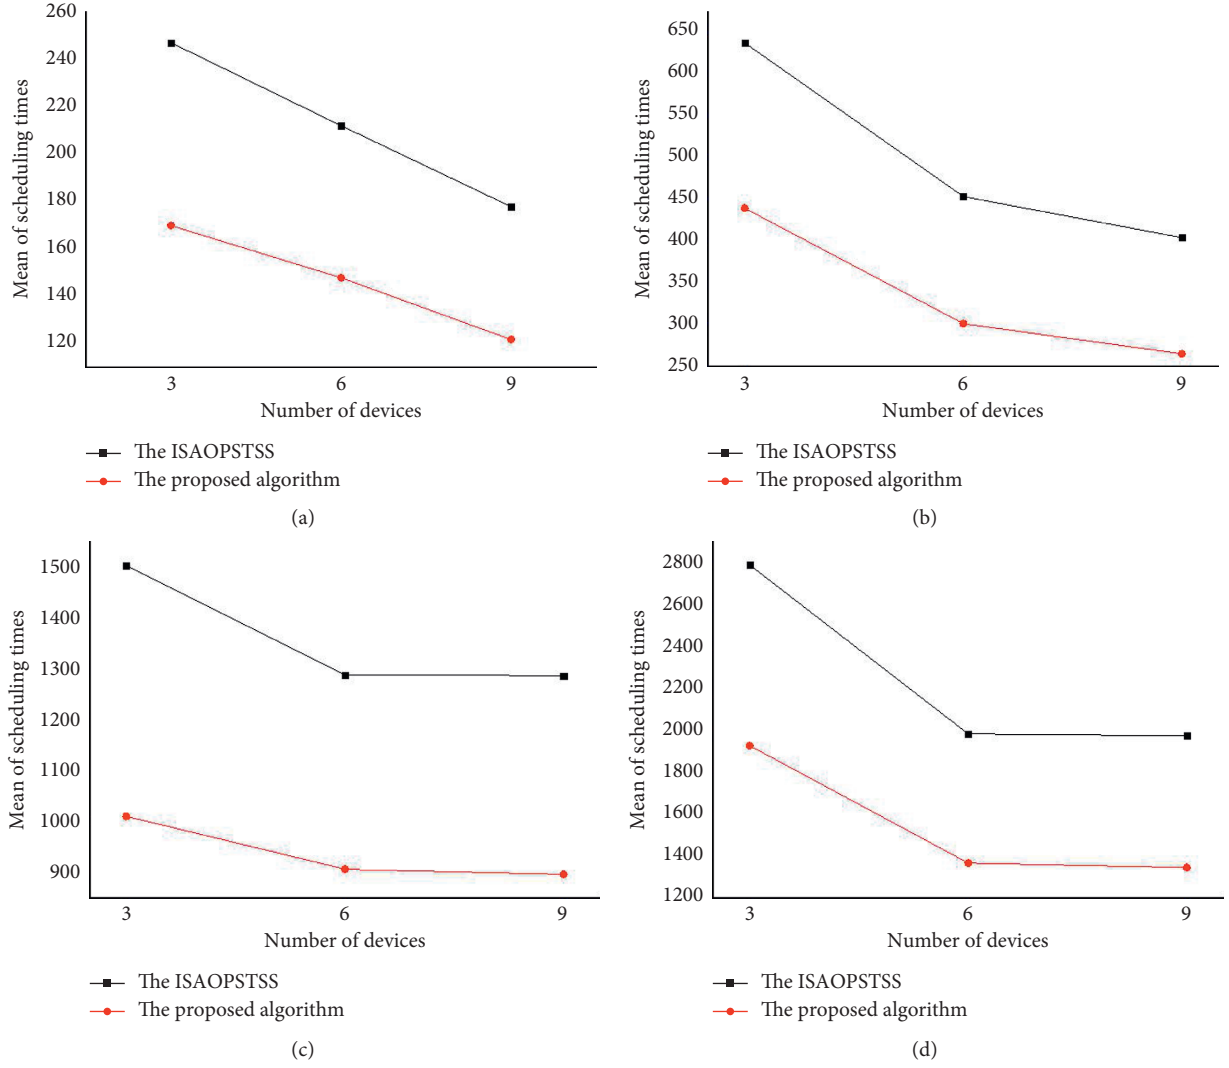 260
240
220
200
180
160
140
120
Mean of scheduling times
3 6 9
Number of devices
The ISAOPSTSS
The proposed algorithm
(a)
650
600
550
500
450
400
350
300
250
Mean of scheduling times
3 6 9
Number of devices
The ISAOPSTSS
The proposed algorithm
(b)
1500
1400
1300
1200
1100
1000
900
Mean of scheduling times
3 6 9
Number of devices
The ISAOPSTSS
The proposed algorithm
(c)
2800
2600
2400
2200
2000
1800
1600
1400
1200
Mean of scheduling times
3 6 9
Number of devices
The ISAOPSTSS
The proposed algorithm
(d)